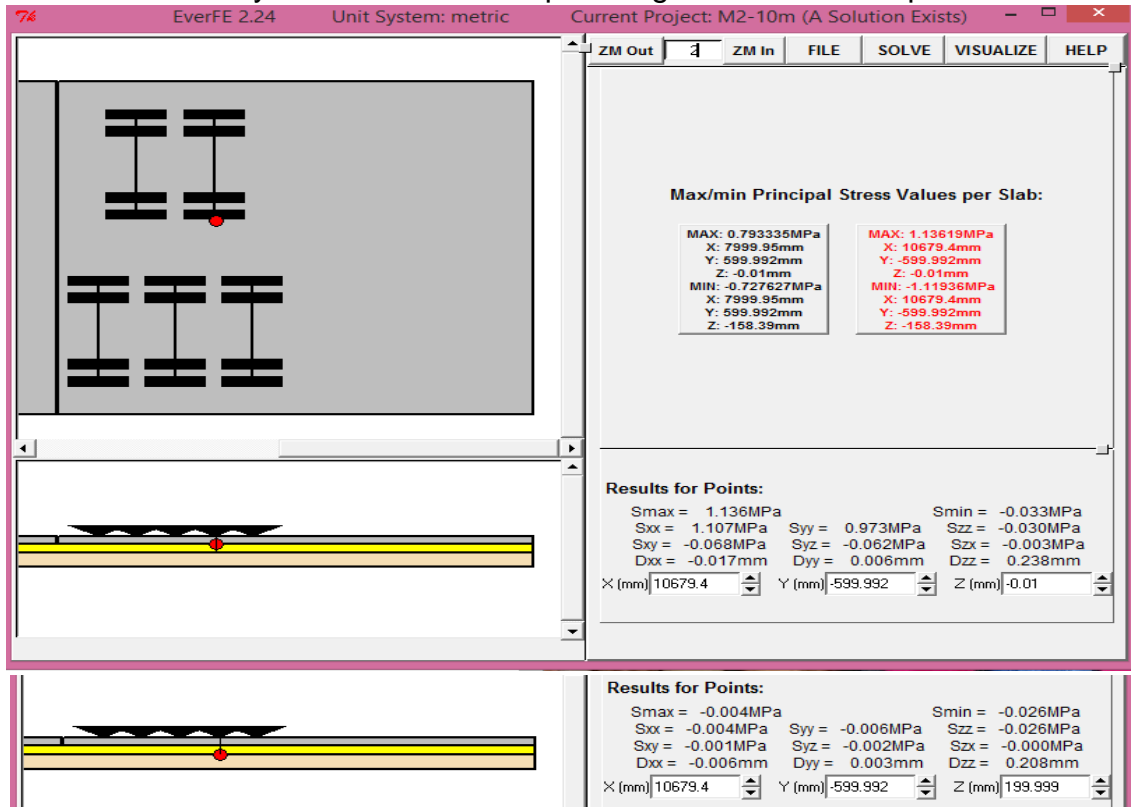 EverFE 2.24 Unit System: metric Current Project: M2-10m (A Solution Exists)
ZM Out 2 ZM In FILE SOLVE VISUALIZE HELP
Max/min Principal Stress Values per Slab:
MAX: 0.793335MPa
X: 7999.95mm
Y: 599.992mm
Z: -0.01mm
MIN: -0.727627MPa
X: 7999.95mm
Y: 599.992mm
Z: -158.39mm
MAX: 1.13619MPa
X: 10679.4mm
Y: -599.992mm
Z: -0.01mm
MIN: -1.11936MPa
X: 10679.4mm
Y: -599.992mm
Z: -158.39mm
Results for Points:
Smax = 1.136MPa Smin = -0.033MPa
Sxx = 1.107MPa Syy = 0.973MPa Szz = -0.030MPa
Sxy = -0.068MPa Syz = -0.062MPa Szx = -0.003MPa
Dxx = -0.017mm Dyy = 0.006mm Dzz = 0.238mm
X (mm) 10679.4 Y (mm) -599.992 Z (mm) -0.01
Results for Points:
Smax = -0.004MPa Smin = -0.026MPa
Sxx = -0.004MPa Syy = -0.006MPa Szz = -0.026MPa
Sxy = -0.001MPa Syz = -0.002MPa Szx = -0.000MPa
Dxx = -0.006mm Dyy = 0.003mm Dzz = 0.208mm
X (mm) 10679.4 Y (mm) -599.992 Z (mm) 199.999